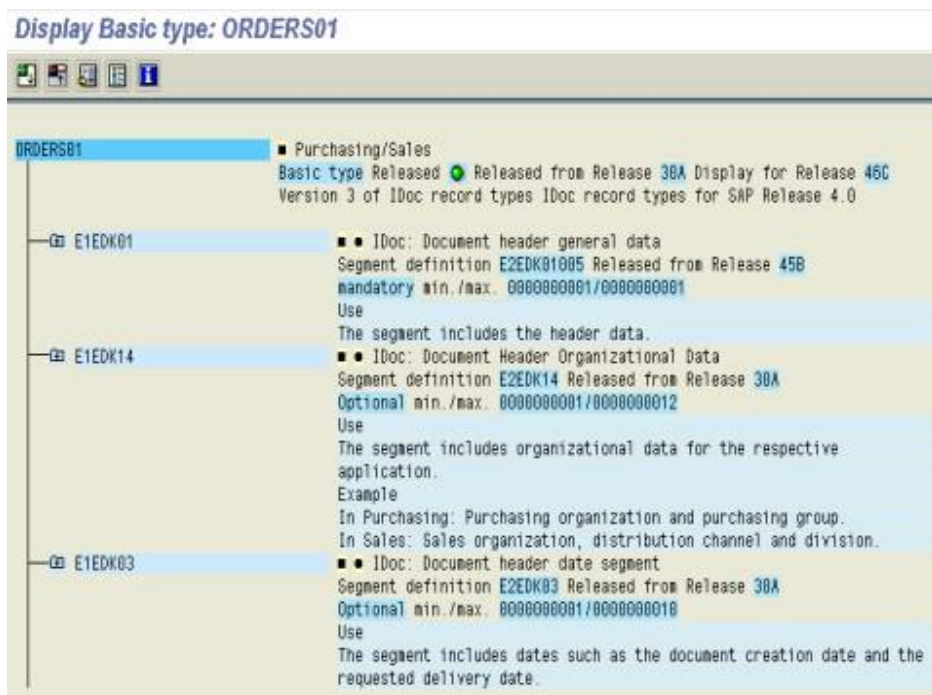 Display Basic type: ORDERS01
ORDERS01 ■ Purchasing/Sales
Basic type Released Released from Release 30A Display for Release 46C
Version 3 of IDoc record types IDoc record types for SAP Release 4.0
E1EDK01 ■ ● IDoc: Document header general data
Segment definition E2EDK01005 Released from Release 45B
mandatory min./max. 0000000001/0000000001
Use
The segment includes the header data.
E1EDK14 ■ ● IDoc: Document Header Organizational Data
Segment definition E2EDK14 Released from Release 30A
Optional min./max. 0000000001/0000000012
Use
The segment includes organizational data for the respective
application.
Example
In Purchasing: Purchasing organization and purchasing group.
In Sales: Sales organization, distribution channel and division.
E1EDK03 ■ ● IDoc: Document header date segment
Segment definition E2EDK03 Released from Release 30A
Optional min./max. 0000000001/0000000010
Use
The segment includes dates such as the document creation date and the
requested delivery date.